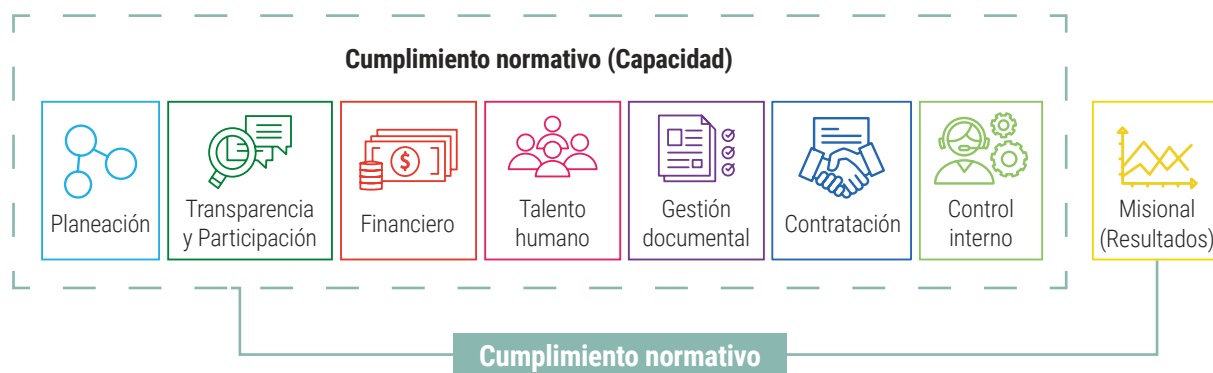 Cumplimiento normativo (Capacidad)
Planeación
Transparencia
y Participación
$
Financiero
Talento
humano
Gestión
documental
Contratación
Control
interno
Misional
(Resultados)
Cumplimiento normativo